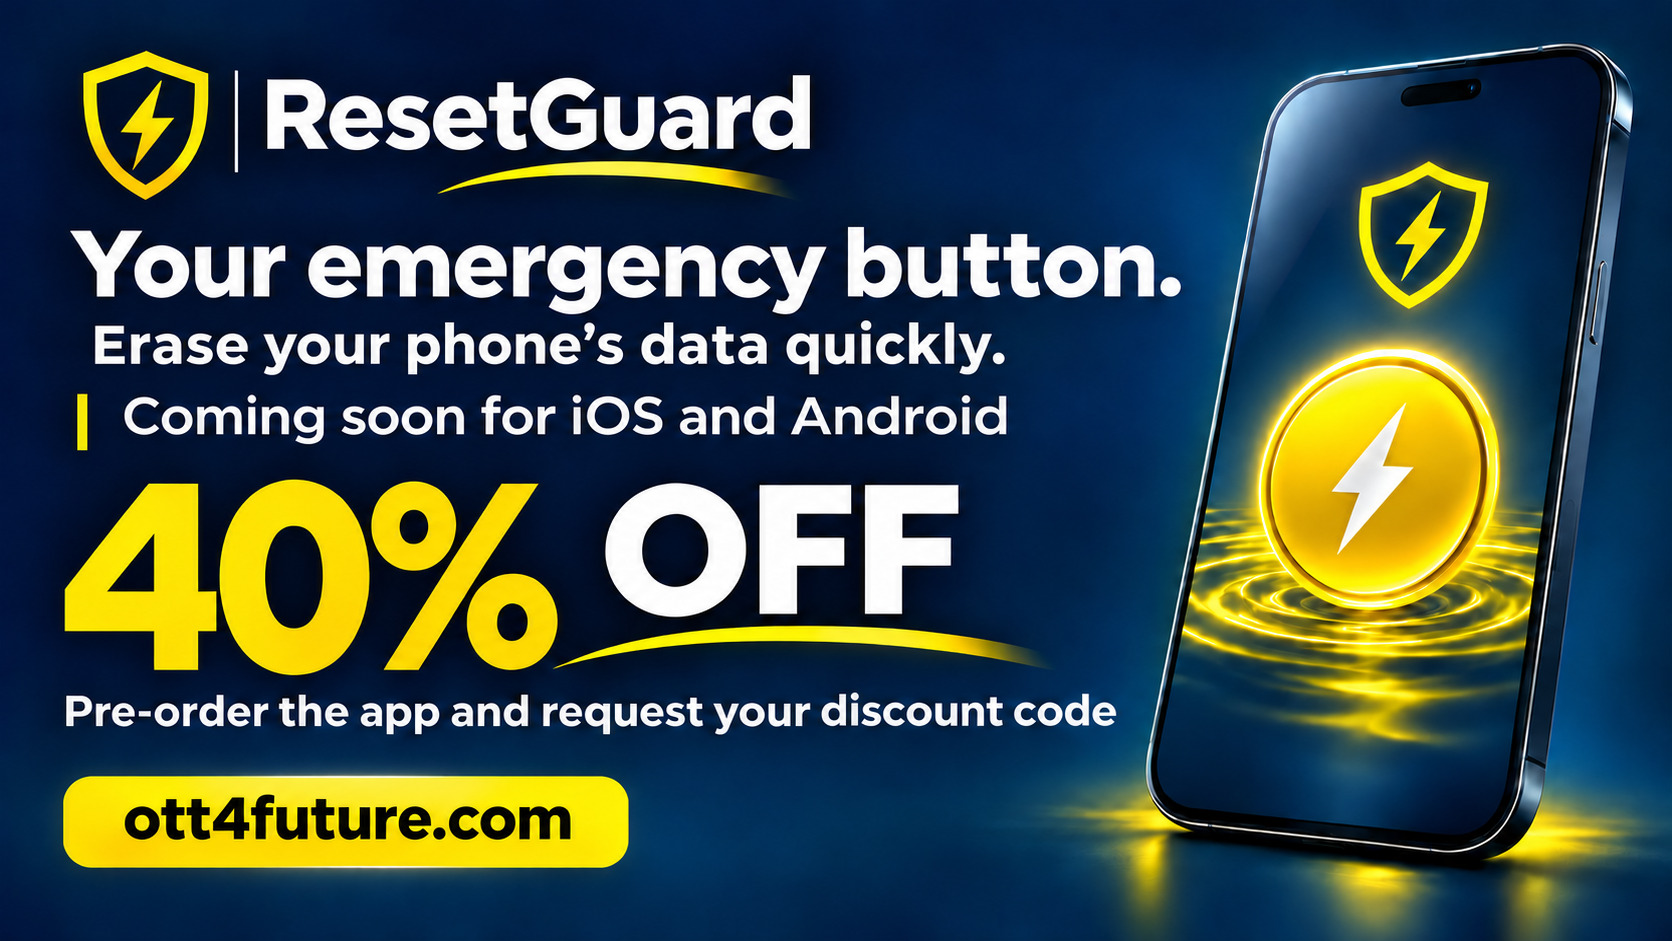 ResetGuard
Your emergency button.
Erase your phone’s data quickly.
Coming soon for iOS and Android
40% OFF
Pre-order the app and request your discount code
ott4future.com